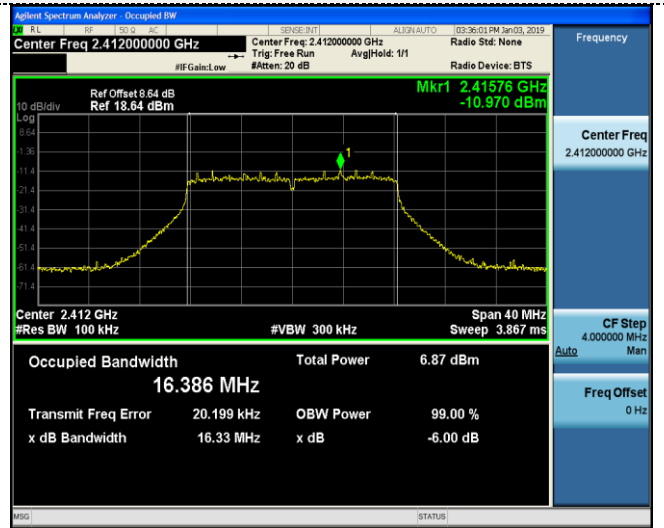 Agilent Spectrum Analyzer - Occupied BW
LXI RL RF 50 Ω AC SENSE:INT ALIGN AUTO 03:36:01 PM Jan 03, 2019
Center Freq 2.412000000 GHz
Center Freq: 2.412000000 GHz
Radio Std: None
Trig: Free Run Avg|Hold: 1/1
#IFGain:Low
#Atten: 20 dB
Radio Device: BTS
Frequency
Ref Offset 8.64 dB
Mkr1 2.41576 GHz
10 dB/div Ref 18.64 dBm
-10.970 dBm
Log
8.64
-1.36
-11.4
-21.4
-31.4
-41.4
-51.4
-61.4
-71.4
1
Center Freq
2.412000000 GHz
Center 2.412 GHz
Span 40 MHz
#Res BW 100 kHz
#VBW 300 kHz
Sweep 3.867 ms
CF Step
4.000000 MHz
Auto Man
Occupied Bandwidth
Total Power 6.87 dBm
16.386 MHz
Transmit Freq Error 20.199 kHz OBW Power 99.00 %
x dB Bandwidth 16.33 MHz x dB -6.00 dB
Freq Offset
0 Hz
MSG
STATUS